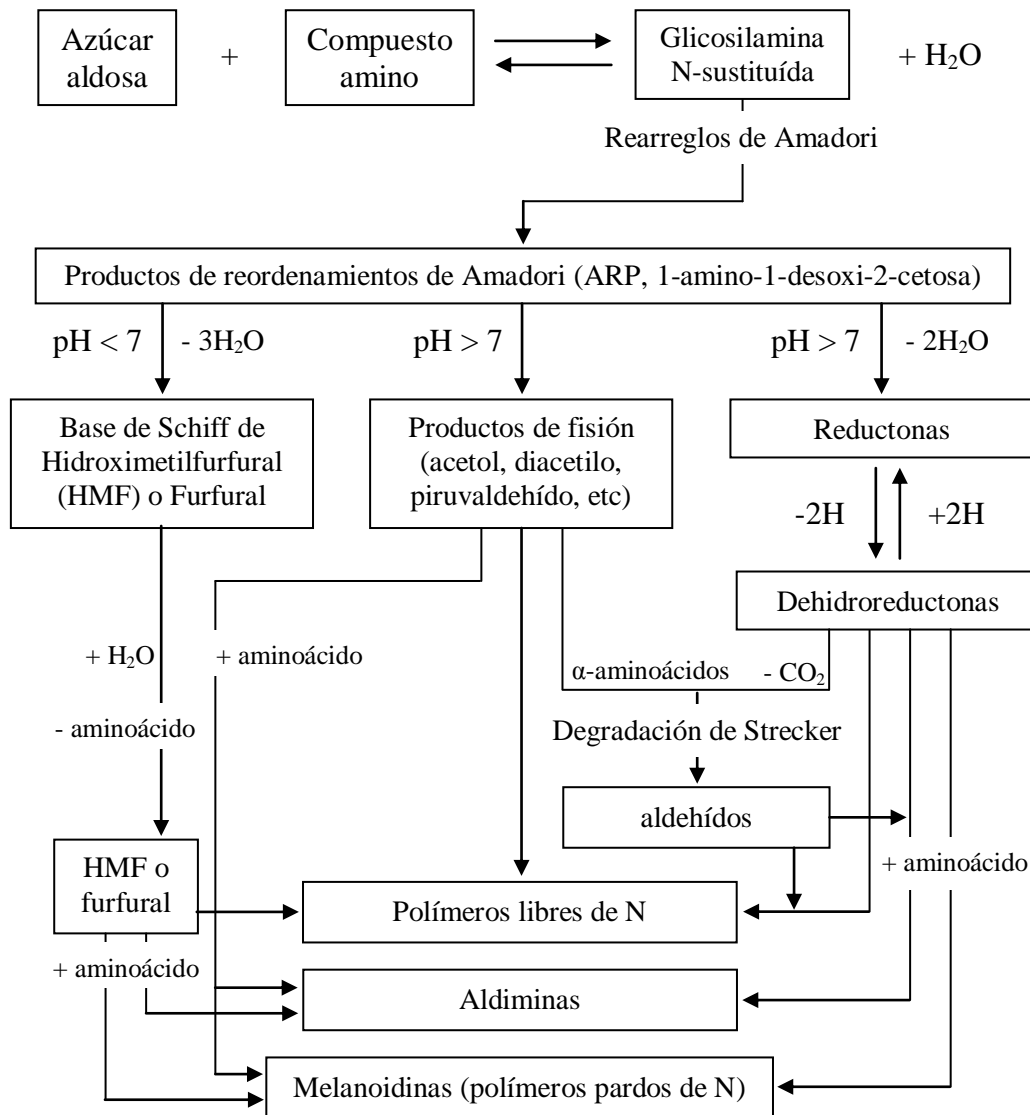 Azúcar
aldosa
+
Compuesto
amino
Glicosilamina
N-sustituída
+ H₂O
Rearreglos de Amadori
Productos de reordenamientos de Amadori (ARP, 1-amino-1-desoxi-2-cetosa)
pH < 7
- 3H₂O
pH > 7
pH > 7
- 2H₂O
Base de Schiff de
Hidroximetilfurfural
(HMF) o Furfural
Productos de fisión
(acetol, diacetilo,
piruvaldehído, etc)
Reductonas
-2H
+2H
Dehidroreductonas
+ H₂O
+ aminoácido
α-aminoácidos
- CO₂
- aminoácido
Degradación de Strecker
aldehídos
+ aminoácido
HMF o
furfural
Polímeros libres de N
+ aminoácido
Aldiminas
Melanoidinas (polímeros pardos de N)